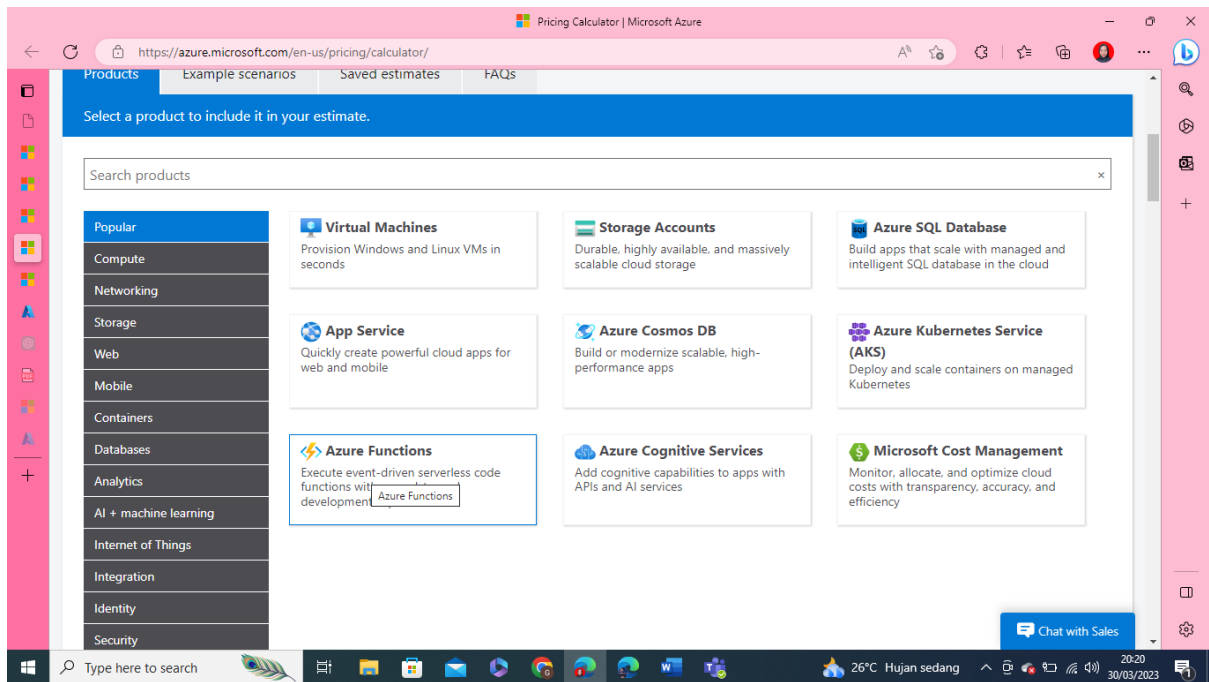 Pricing Calculator | Microsoft Azure
https://azure.microsoft.com/en-us/pricing/calculator/
Products
Example scenarios
Saved estimates
FAQs
Select a product to include it in your estimate.
Search products
Popular
Compute
Networking
Storage
Web
Mobile
Containers
Databases
Analytics
AI + machine learning
Internet of Things
Integration
Identity
Security
Virtual Machines
Provision Windows and Linux VMs in
seconds
Storage Accounts
Durable, highly available, and massively
scalable cloud storage
SQL
Azure SQL Database
Build apps that scale with managed and
intelligent SQL database in the cloud
App Service
Quickly create powerful cloud apps for
web and mobile
Azure Cosmos DB
Build or modernize scalable, high-
performance apps
Azure Kubernetes Service
(AKS)
Deploy and scale containers on managed
Kubernetes
Azure Functions
Execute event-driven serverless code
functions
development
Azure Functions
Azure Cognitive Services
Add cognitive capabilities to apps with
APIs and AI services
Microsoft Cost Management
Monitor, allocate, and optimize cloud
costs with transparency, accuracy, and
efficiency
Chat with Sales
Type here to search
26°C Hujan sedang
20:20
30/03/2023
1